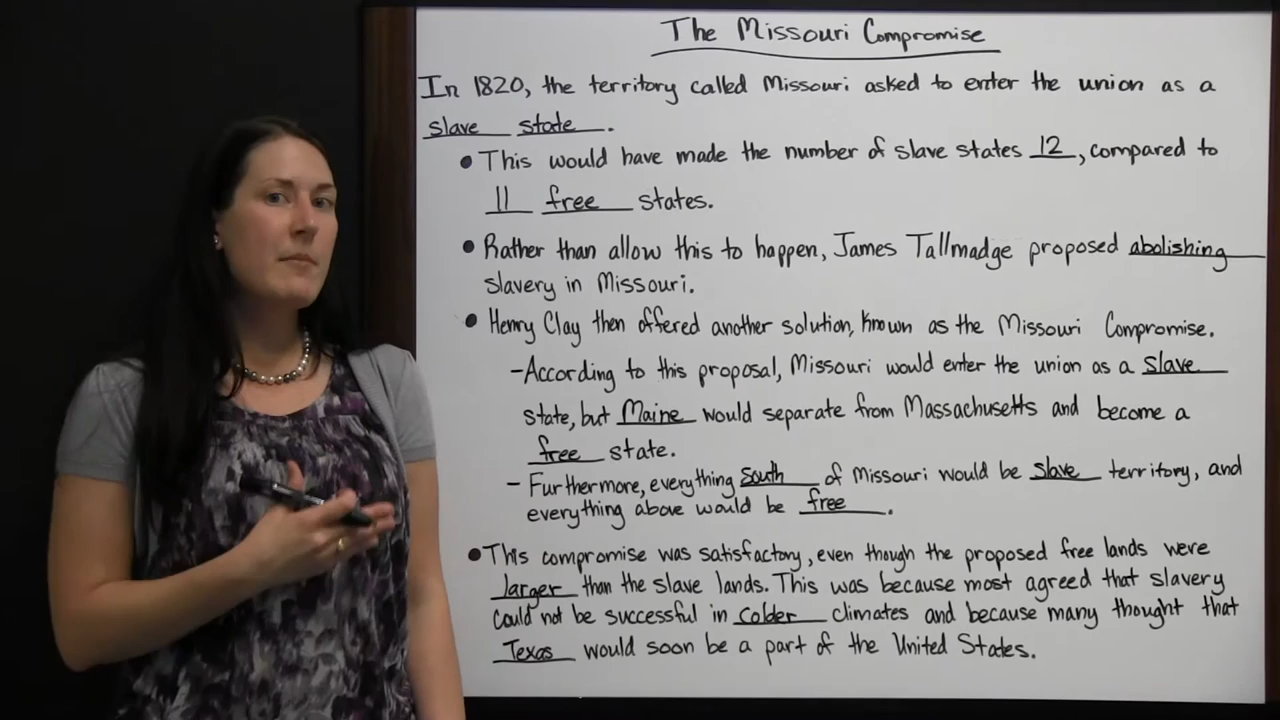 The Missouri Compromise
In 1820, the territory called Missouri asked to enter the union as a
slave state.
• This would have made the number of slave states 12, compared to
11 free states.
• Rather than allow this to happen, James Tallmadge proposed abolishing
slavery in Missouri.
• Henry Clay then offered another solution, known as the Missouri Compromise.
- According to this proposal, Missouri would enter the union as a slave
state, but Maine would separate from Massachusetts and become a
free state.
- Furthermore, everything south of Missouri would be slave territory, and
everything above would be free.
• This compromise was satisfactory, even though the proposed free lands were
larger than the slave lands. This was because most agreed that slavery
could not be successful in colder climates and because many thought that
Texas would soon be a part of the United States.